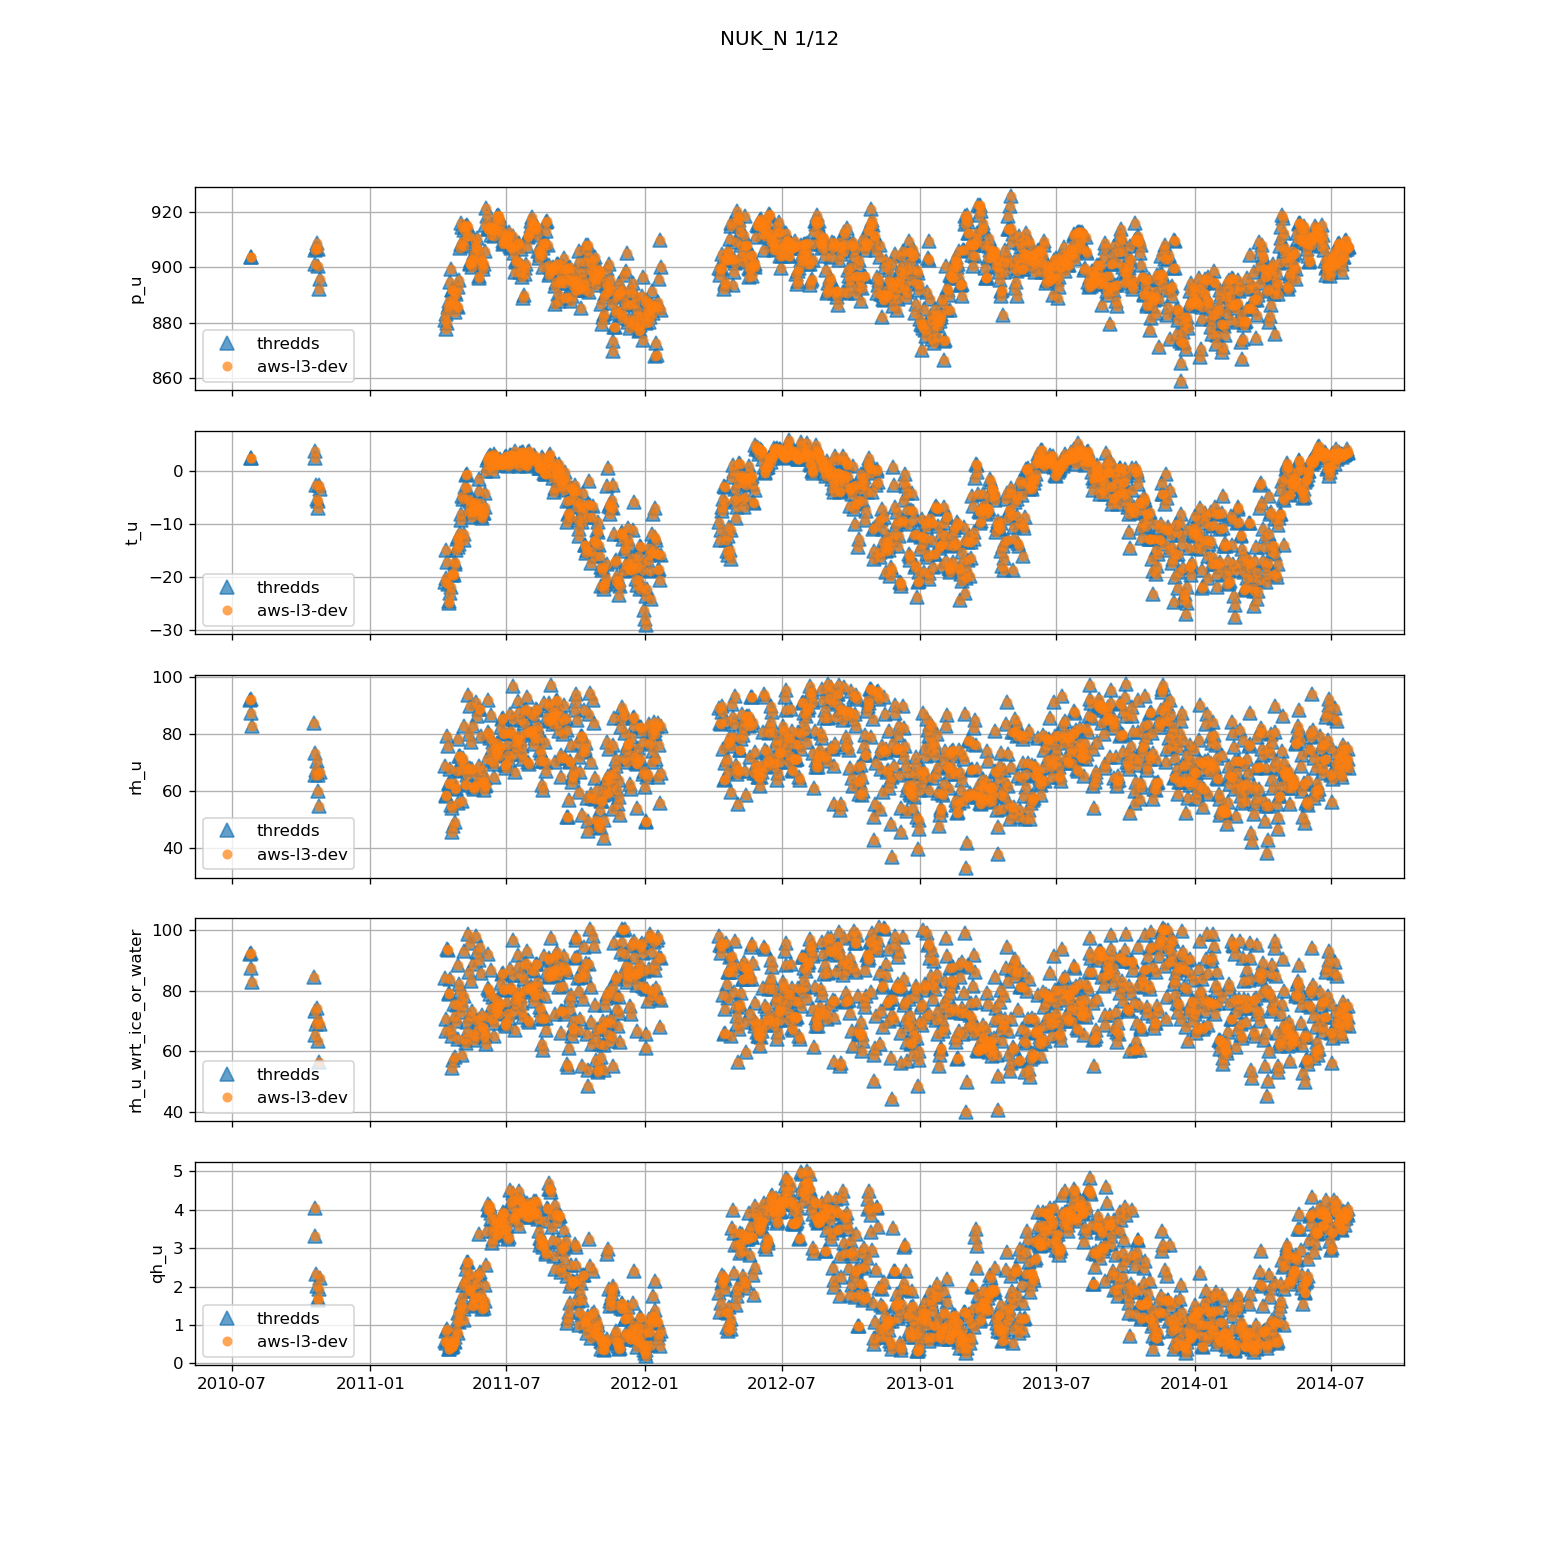 NUK_N 1/12
920
900
880
860
p_u
thredds
aws-l3-dev
0
−10
−20
−30
t_u
thredds
aws-l3-dev
100
80
60
40
rh_u
thredds
aws-l3-dev
100
80
60
40
rh_u_wrt_ice_or_water
thredds
aws-l3-dev
5
4
3
2
1
0
qh_u
thredds
aws-l3-dev
2010-07
2011-01
2011-07
2012-01
2012-07
2013-01
2013-07
2014-01
2014-07